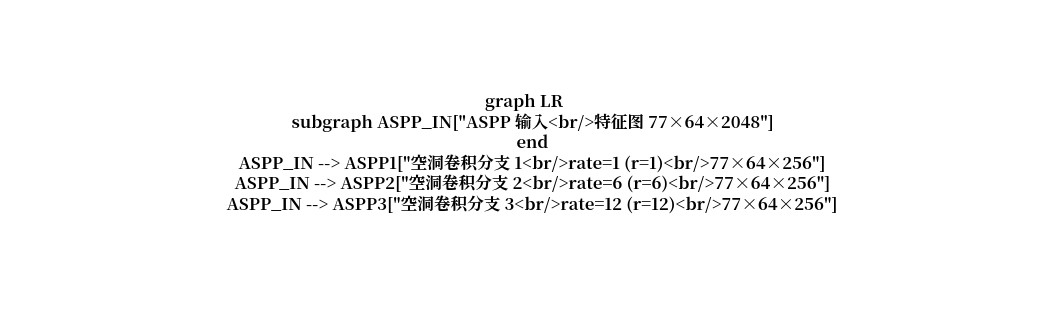 graph LR
subgraph ASPP_IN["ASPP 输入<br/>特征图 77×64×2048"]
end
ASPP_IN --> ASPP1["空洞卷积分支 1<br/>rate=1 (r=1)<br/>77×64×256"]
ASPP_IN --> ASPP2["空洞卷积分支 2<br/>rate=6 (r=6)<br/>77×64×256"]
ASPP_IN --> ASPP3["空洞卷积分支 3<br/>rate=12 (r=12)<br/>77×64×256"]